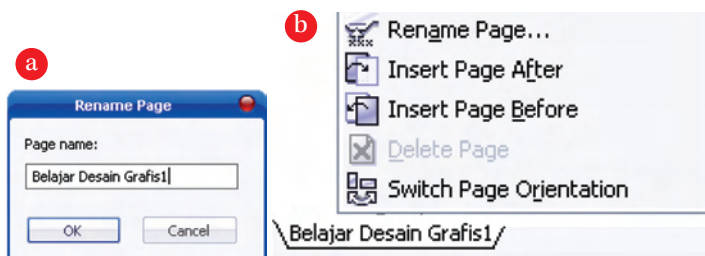 a
Rename Page
Page name:
Belajar Desain Grafis1
OK
Cancel
b
Rename Page...
Insert Page After
Insert Page Before
Delete Page
Switch Page Orientation
Belajar Desain Grafis1